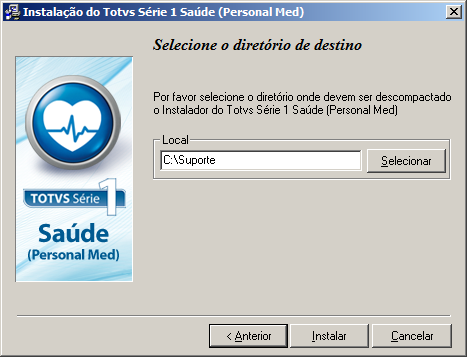 Instalação do Totvs Série 1 Saúde (Personal Med)
Selecione o diretório de destino
Por favor selecione o diretório onde devem ser descompactado
o Instalador do Totvs Série 1 Saúde (Personal Med)
Local
C:\Suporte
Selecionar
TOTVS Série 1
Saúde
(Personal Med)
< Anterior
Instalar
Cancelar